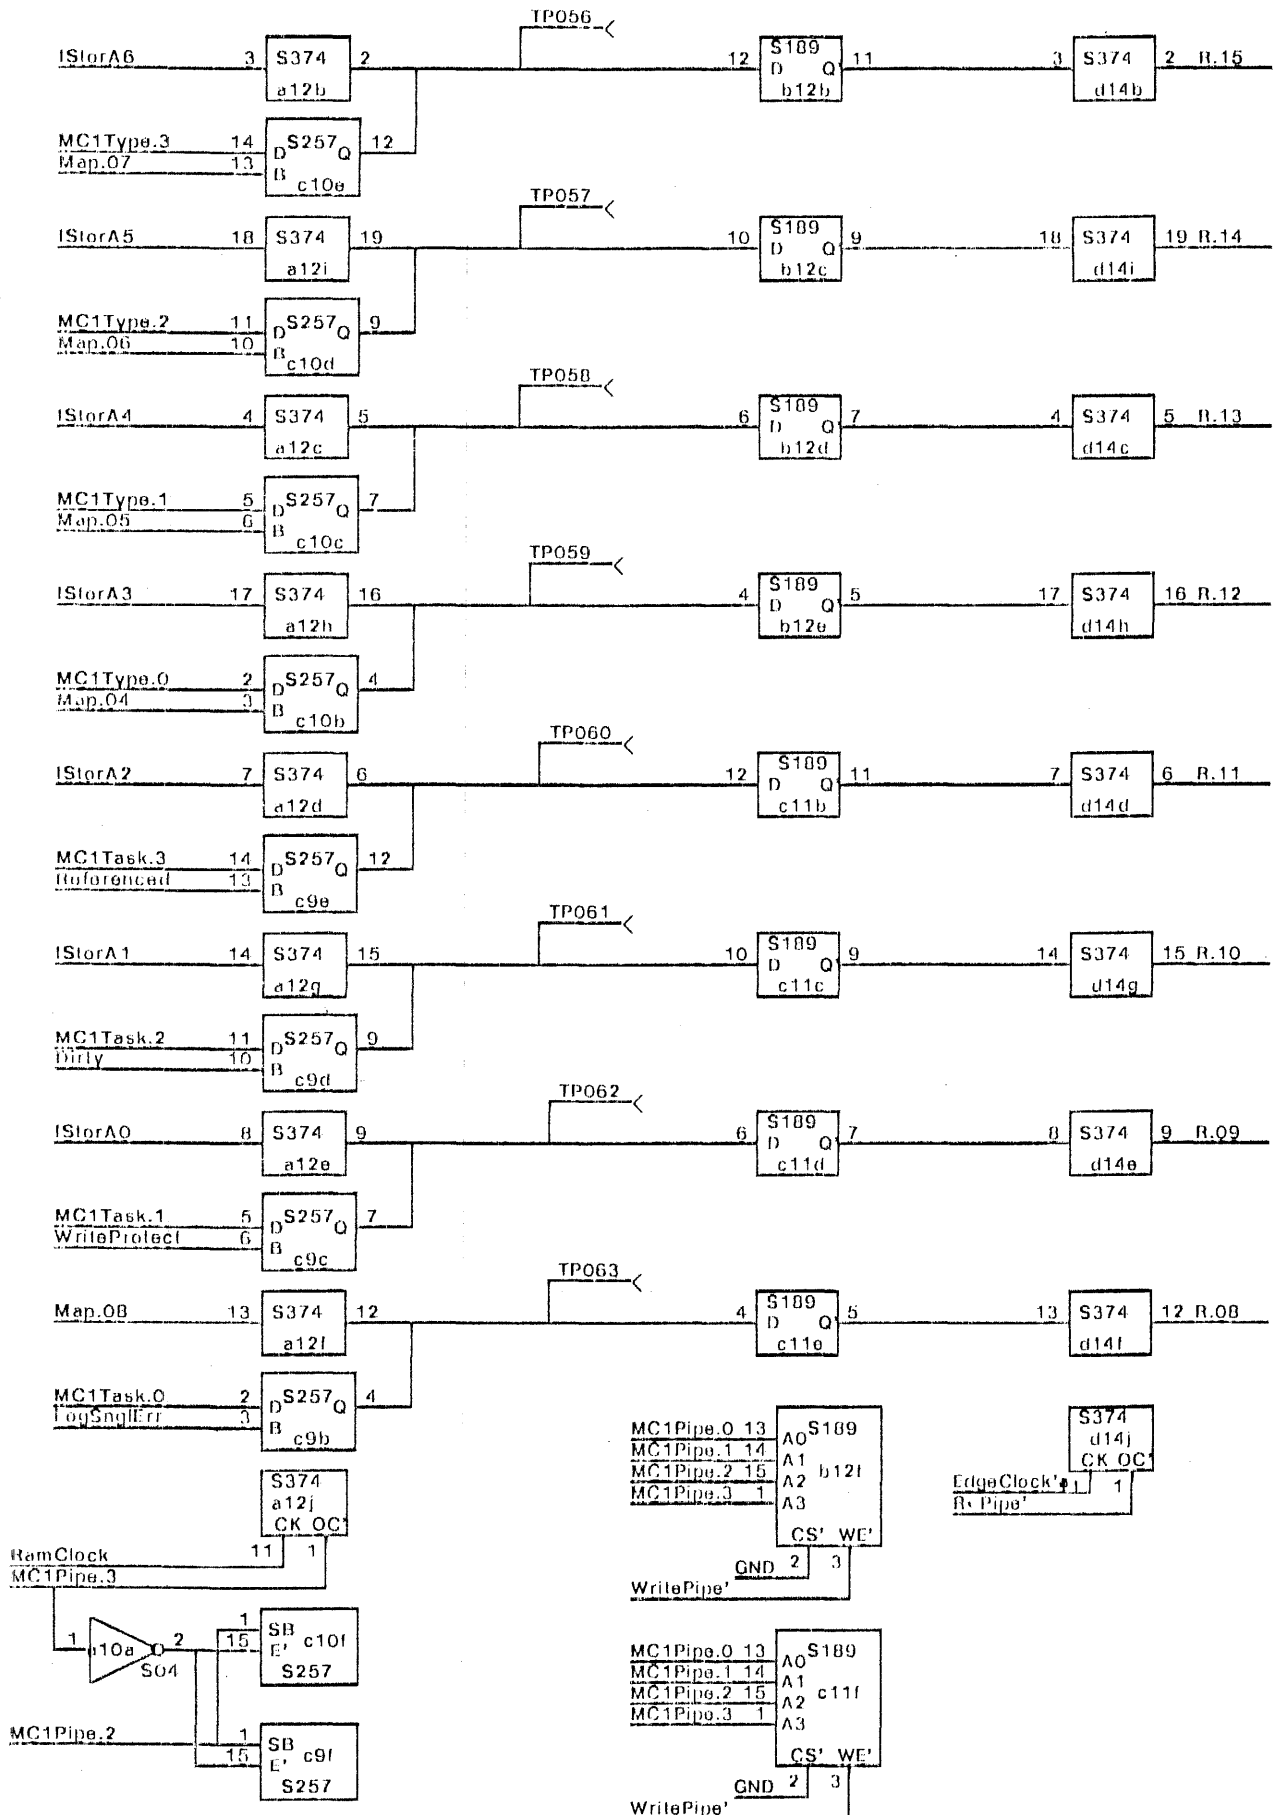 TP056
IStorA6 3 S374 2 12 S189 11 3 S374 2 R.15
a12b D Q' b12b d14b
MC1Type.3 14 D S257 Q 12
Map.07 13 B c10e
TP057
IStorA5 18 S374 19 10 S189 9 18 S374 19 R.14
a12i D Q' b12c d14i
MC1Type.2 11 D S257 Q 9
Map.06 10 B c10d
TP058
IStorA4 4 S374 5 6 S189 7 4 S374 5 R.13
a12c D Q' b12d d14c
MC1Type.1 5 D S257 Q 7
Map.05 6 B c10c
TP059
IStorA3 17 S374 16 4 S189 5 17 S374 16 R.12
a12h D Q' b12e d14h
MC1Type.0 2 D S257 Q 4
Map.04 3 B c10b
TP060
IStorA2 7 S374 6 12 S189 11 7 S374 6 R.11
a12d D Q' c11b d14d
MC1Task.3 14 D S257 Q 12
Referenced 13 B c9e
TP061
IStorA1 14 S374 15 10 S189 9 14 S374 15 R.10
a12g D Q' c11c d14g
MC1Task.2 11 D S257 Q 9
Dirty 10 B c9d
TP062
IStorA0 8 S374 9 6 S189 7 8 S374 9 R.09
a12e D Q' c11d d14e
MC1Task.1 5 D S257 Q 7
WriteProtect 6 B c9c
TP063
Map.08 13 S374 12 4 S189 5 13 S374 12 R.08
a12f D Q' c11e d14f
MC1Task.0 2 D S257 Q 4
LogSnglErr 3 B c9b
S374
a12j
CK OC'
RamClock 11 1
MC1Pipe.3
1 a10a 2 S04
1 SB c10f
15 E' S257
MC1Pipe.2 1 SB c9f
15 E' S257
MC1Pipe.0 13 A0 S189
MC1Pipe.1 14 A1 b12f
MC1Pipe.2 15 A2
MC1Pipe.3 1 A3
CS' WE'
GND 2 3
WritePipe'
S374
d14j
CK OC'
EdgeClock' 1
MC1Pipe.0 13 A0 S189
MC1Pipe.1 14 A1 c11f
MC1Pipe.2 15 A2
MC1Pipe.3 1 A3
CS' WE'
GND 2 3
WritePipe'